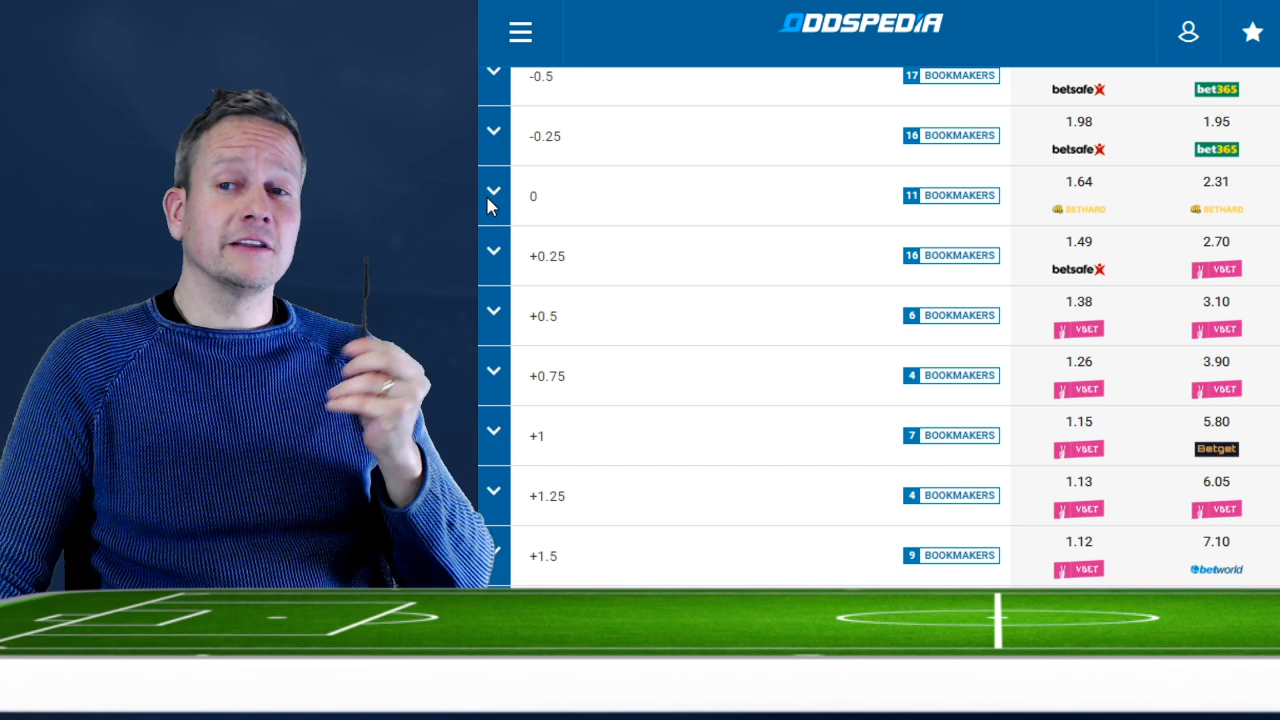 ODDSPEDIA
-0.5 17 BOOKMAKERS
betsafe bet365
-0.25 16 BOOKMAKERS 1.98 1.95
betsafe bet365
0 11 BOOKMAKERS 1.64 2.31
BETHARD BETHARD
+0.25 16 BOOKMAKERS 1.49 2.70
betsafe VBET
+0.5 6 BOOKMAKERS 1.38 3.10
VBET VBET
+0.75 4 BOOKMAKERS 1.26 3.90
VBET VBET
+1 7 BOOKMAKERS 1.15 5.80
VBET Betget
+1.25 4 BOOKMAKERS 1.13 6.05
VBET VBET
+1.5 9 BOOKMAKERS 1.12 7.10
VBET betworld